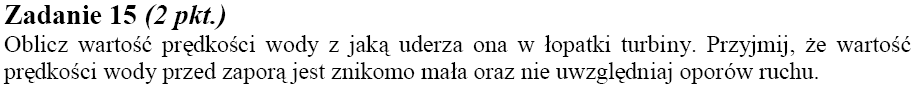 Zadanie 15 (2 pkt.)
Oblicz wartość prędkości wody z jaką uderza ona w łopatki turbiny. Przyjmij, że wartość
prędkości wody przed zaporą jest znikomo mała oraz nie uwzględniaj oporów ruchu.